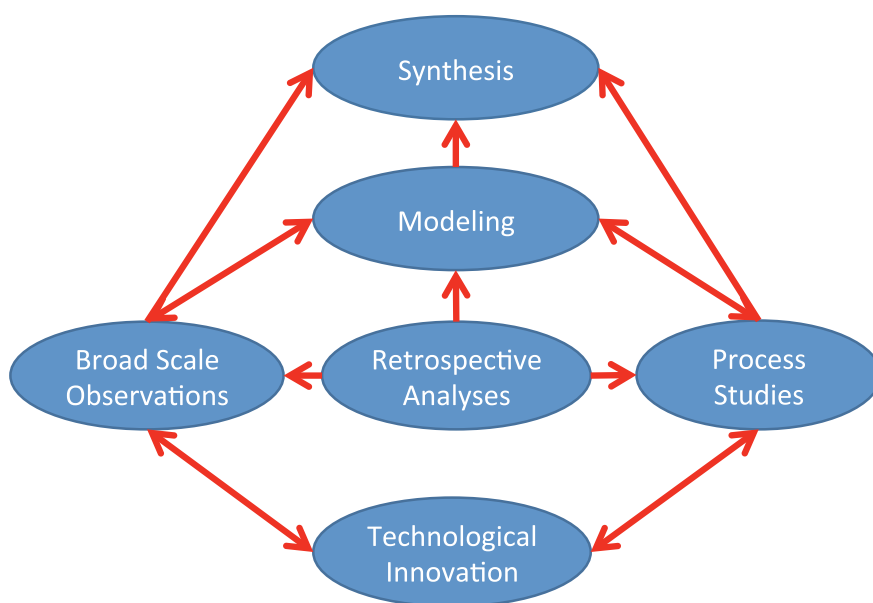 Synthesis
Modeling
Broad Scale
Observations
Retrospective
Analyses
Process
Studies
Technological
Innovation